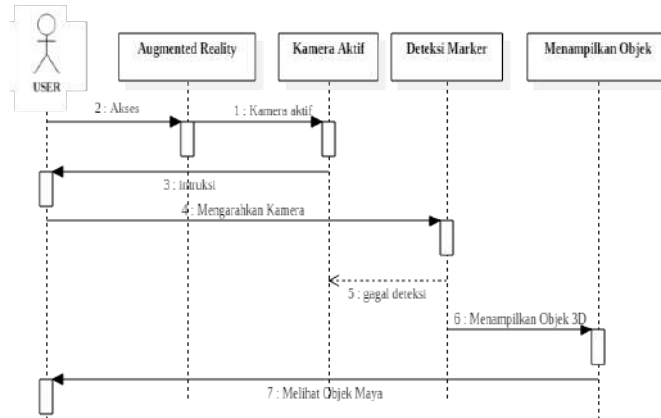 Augmented Reality
Kamera Aktif
Deteksi Marker
Menampilkan Objek
USER
2 : Akses
1 : Kamera aktif
3 : intruksi
4 : Mengarahkan Kamera
5 : gagal deteksi
6 : Menampilkan Objek 3D
7 : Melihat Objek Maya